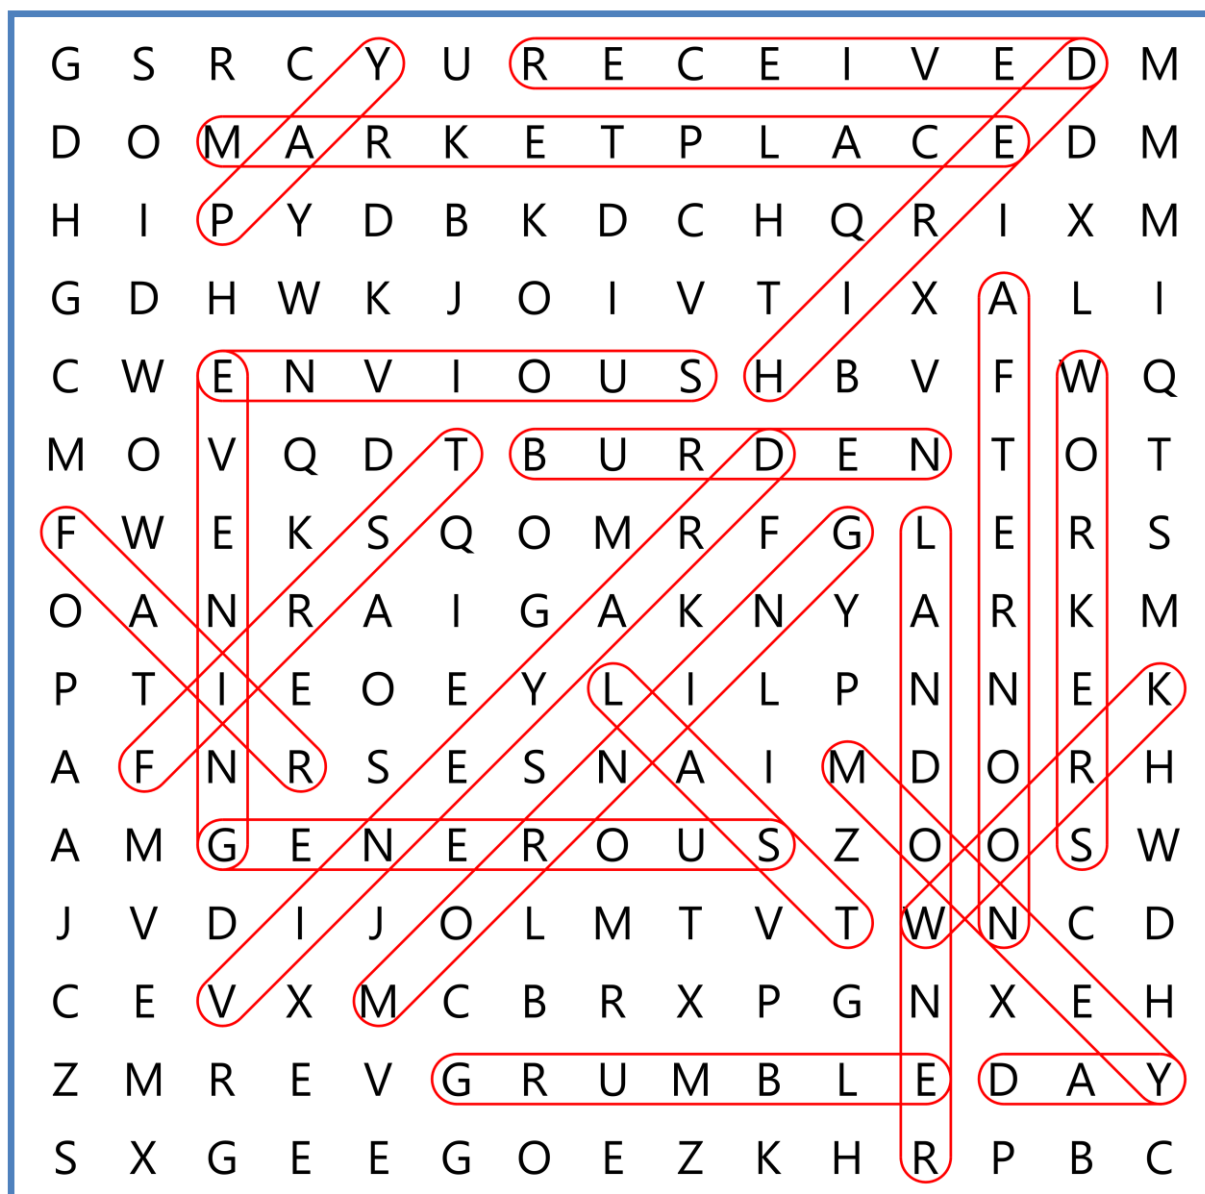 G S R C Y U R E C E I V E D M
D O M A R K E T P L A C E D M
H I P Y D B K D C H Q R I X M
G D H W K J O I V T I X A L I
C W E N V I O U S H B V F W Q
M O V Q D T B U R D E N T O T
F W E K S Q O M R F G L E R S
O A N R A I G A K N Y A R K M
P T I E O E Y L I L P N N E K
A F N R S E S N A I M D O R H
A M G E N E R O U S Z O O S W
J V D I J O L M T V T W N C D
C E V X M C B R X P G N X E H
Z M R E V G R U M B L E D A Y
S X G E E G O E Z K H R P B C